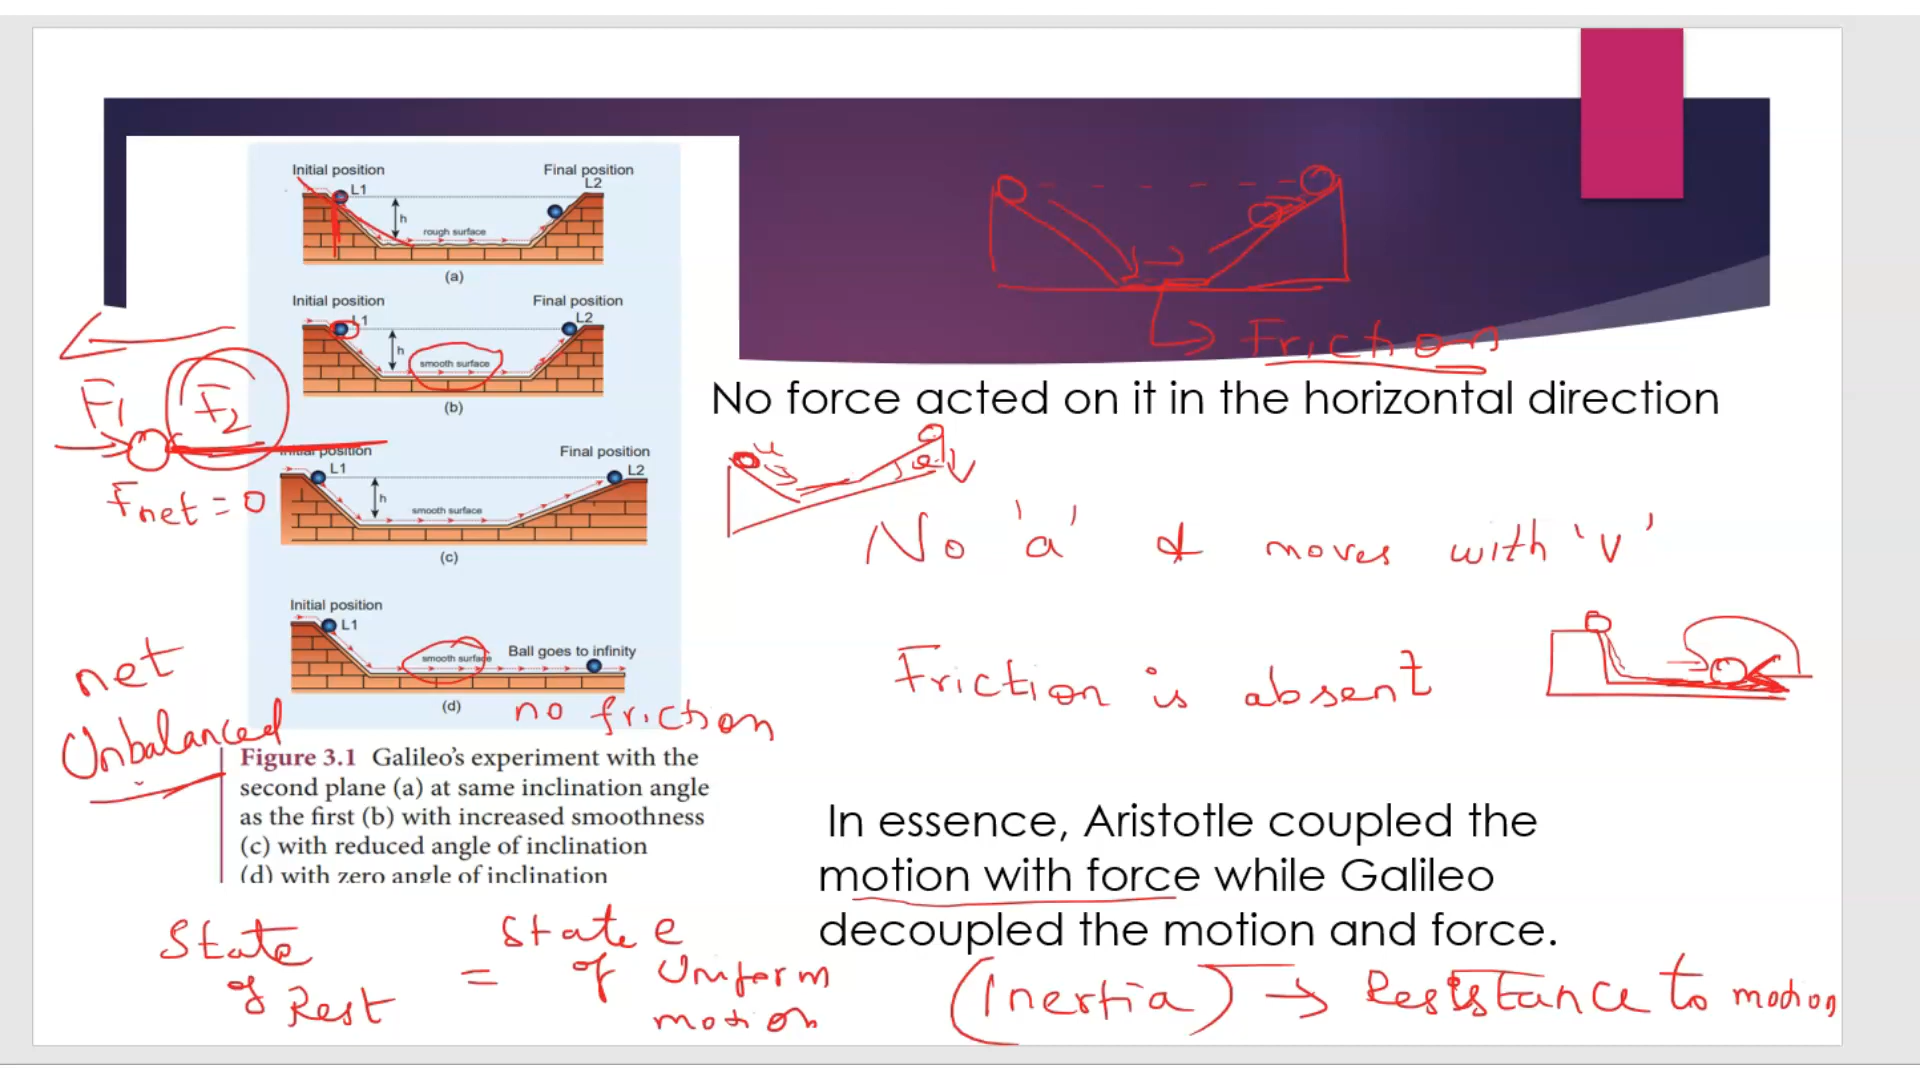 Initial position
Final position
L1
L2
h
rough surface
(a)
Initial position
Final position
L1
L2
h
smooth surface
(b)
Initial position
Final position
L1
L2
h
smooth surface
(c)
Initial position
L1
smooth surface
Ball goes to infinity
(d)
no friction
Figure 3.1 Galileo's experiment with the
second plane (a) at same inclination angle
as the first (b) with increased smoothness
(c) with reduced angle of inclination
(d) with zero angle of inclination
F1
F2
Fnet = 0
net
Unbalanced
Friction
No force acted on it in the horizontal direction
u
v
No 'a' & moves with 'v'
Friction is absent
In essence, Aristotle coupled the
motion with force while Galileo
decoupled the motion and force.
State of Rest = State of Uniform motion
(Inertia) → Resistance to motion